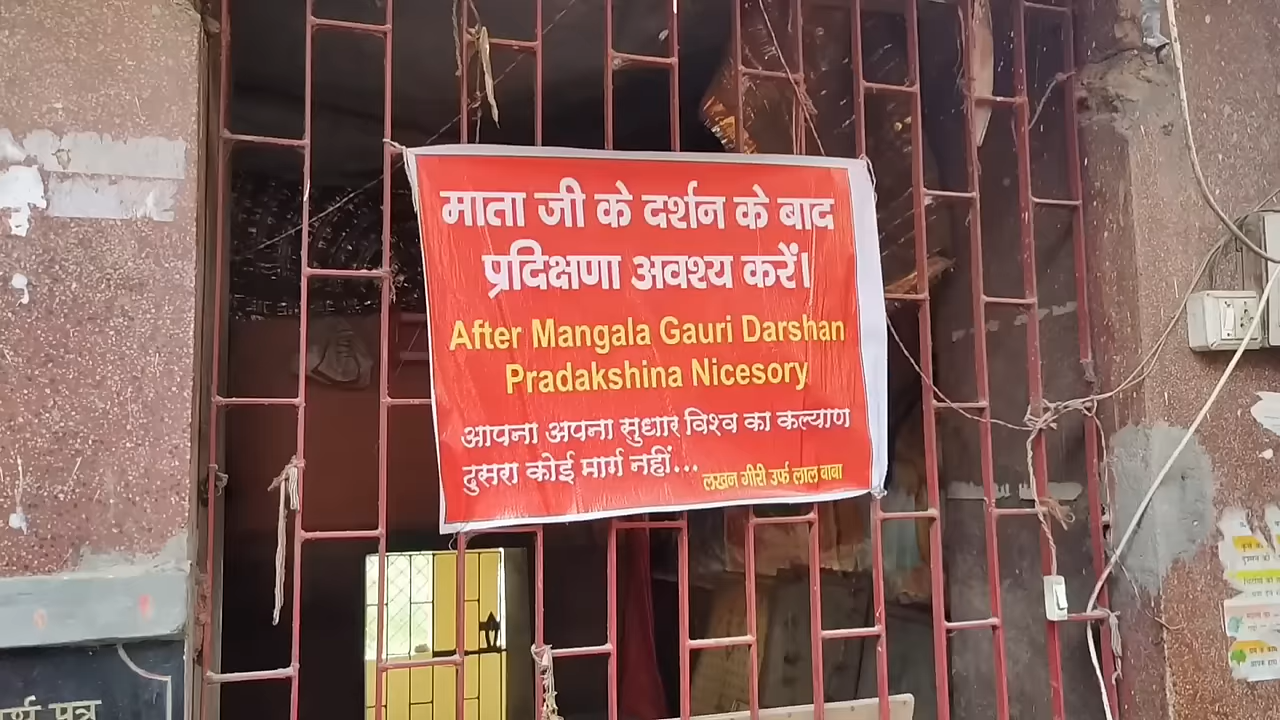 माता जी के दर्शन के बाद
प्रदिक्षणा अवश्य करें।
After Mangala Gauri Darshan
Pradakshina Nicesory
आपना अपना सुधार विश्व का कल्याण
दुसरा कोई मार्ग नहीं...
लखन गीरी उर्फ लाल बाबा